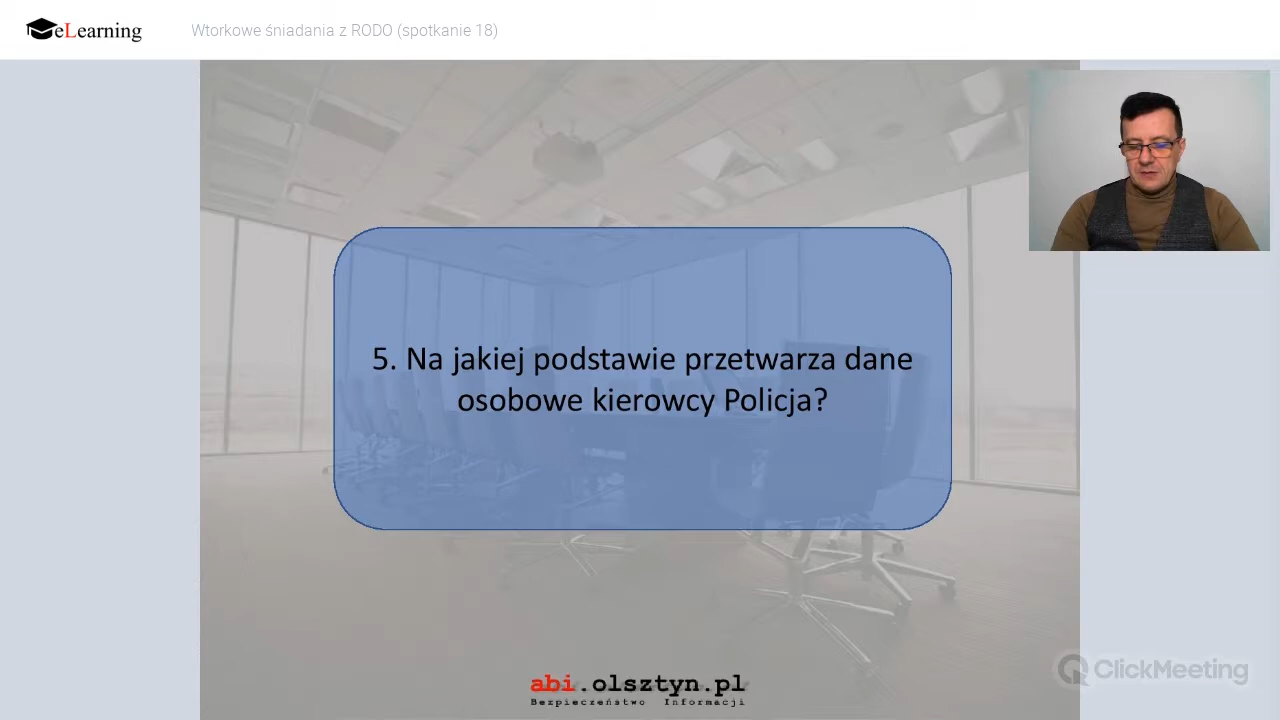 eLearning
Wtorkowe śniadania z RODO (spotkanie 18)
5. Na jakiej podstawie przetwarza dane
osobowe kierowcy Policja?
abi.olsztyn.pl
Bezpieczeństwo Informacji
ClickMeeting